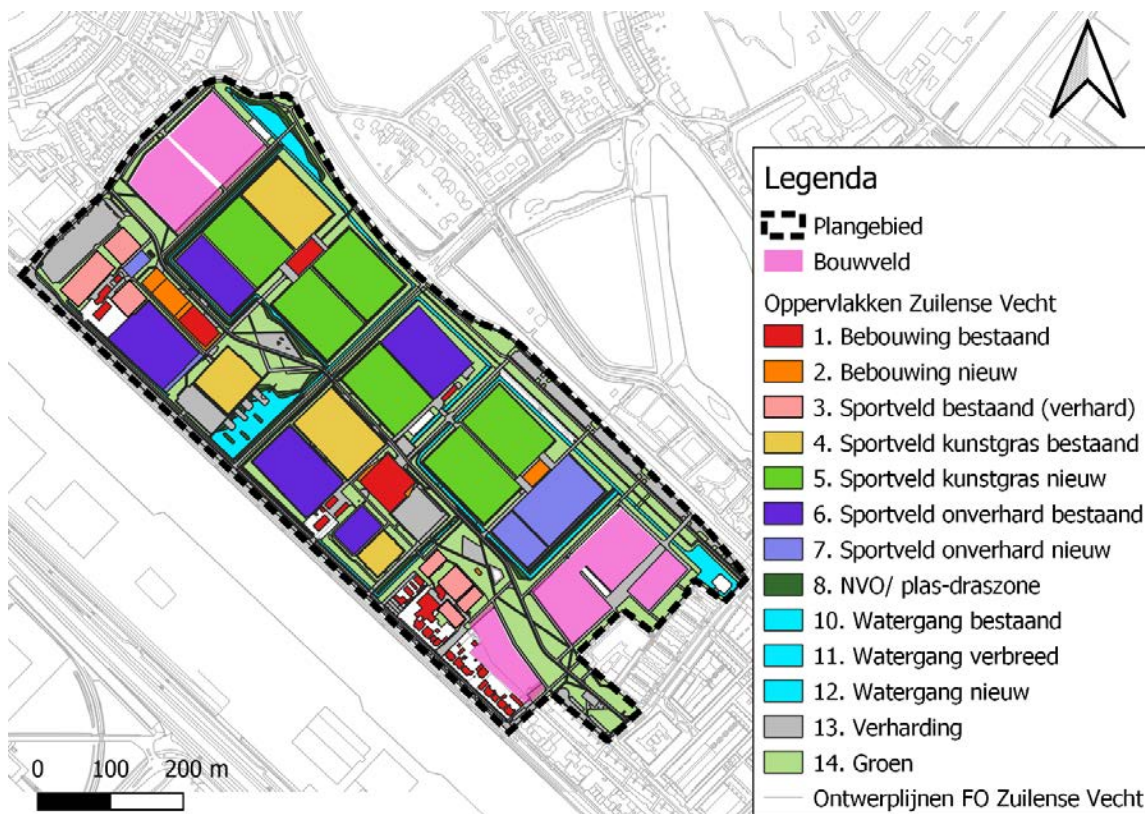 Legenda
Plangebied
Bouwveld
Oppervlakken Zuilense Vecht
1. Bebouwing bestaand
2. Bebouwing nieuw
3. Sportveld bestaand (verhard)
4. Sportveld kunstgras bestaand
5. Sportveld kunstgras nieuw
6. Sportveld onverhard bestaand
7. Sportveld onverhard nieuw
8. NVO/ plas-draszone
10. Watergang bestaand
11. Watergang verbreed
12. Watergang nieuw
13. Verharding
14. Groen
Ontwerplijnen FO Zuilense Vecht
0 100 200 m